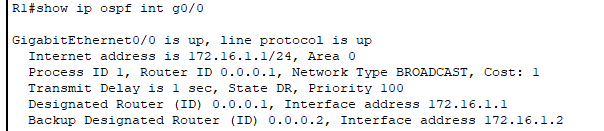 R1#show ip ospf int g0/0
GigabitEthernet0/0 is up, line protocol is up
Internet address is 172.16.1.1/24, Area 0
Process ID 1, Router ID 0.0.0.1, Network Type BROADCAST, Cost: 1
Transmit Delay is 1 sec, State DR, Priority 100
Designated Router (ID) 0.0.0.1, Interface address 172.16.1.1
Backup Designated Router (ID) 0.0.0.2, Interface address 172.16.1.2